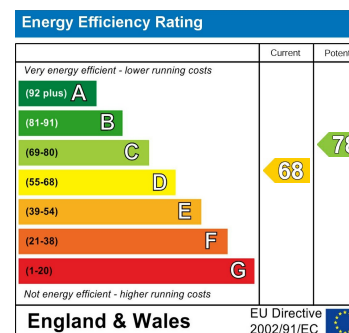 Energy Efficiency Rating
Current
Very energy efficient - lower running costs
(92 plus) A
(81-91) B
(69-80) C
(55-68) D
(39-54) E
(21-38) F
(1-20) G
68
Not energy efficient - higher running costs
England & Wales
EU Directive
2002/91/EC